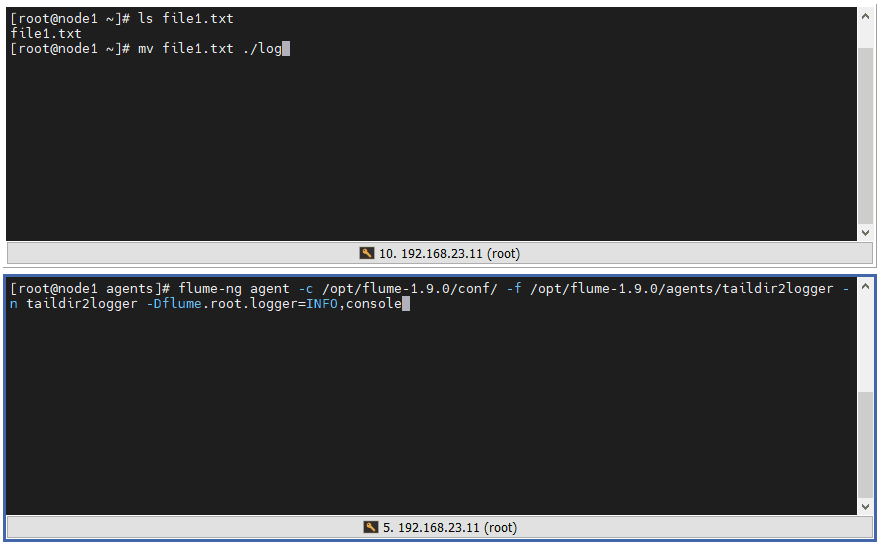 [root@node1 ~]# ls file1.txt
file1.txt
[root@node1 ~]# mv file1.txt ./log
10. 192.168.23.11 (root)
[root@node1 agents]# flume-ng agent -c /opt/flume-1.9.0/conf/ -f /opt/flume-1.9.0/agents/taildir2logger -
n taildir2logger -Dflume.root.logger=INFO,console
5. 192.168.23.11 (root)